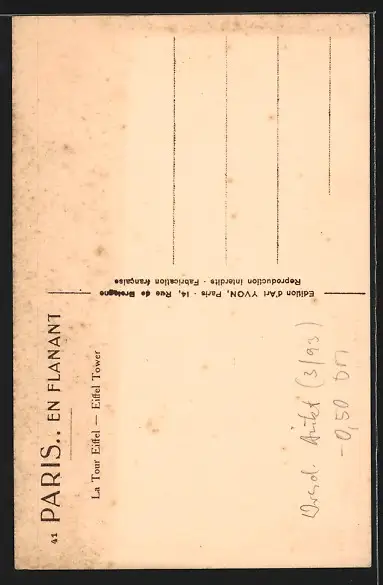 41 PARIS.. EN FLANANT
La Tour Eiffel — Eiffel Tower
Edition d'Art YVON, Paris - 14, Rue de Bretagne
Reproduction interdite - Fabrication française
(3/93)
-0,50 DM